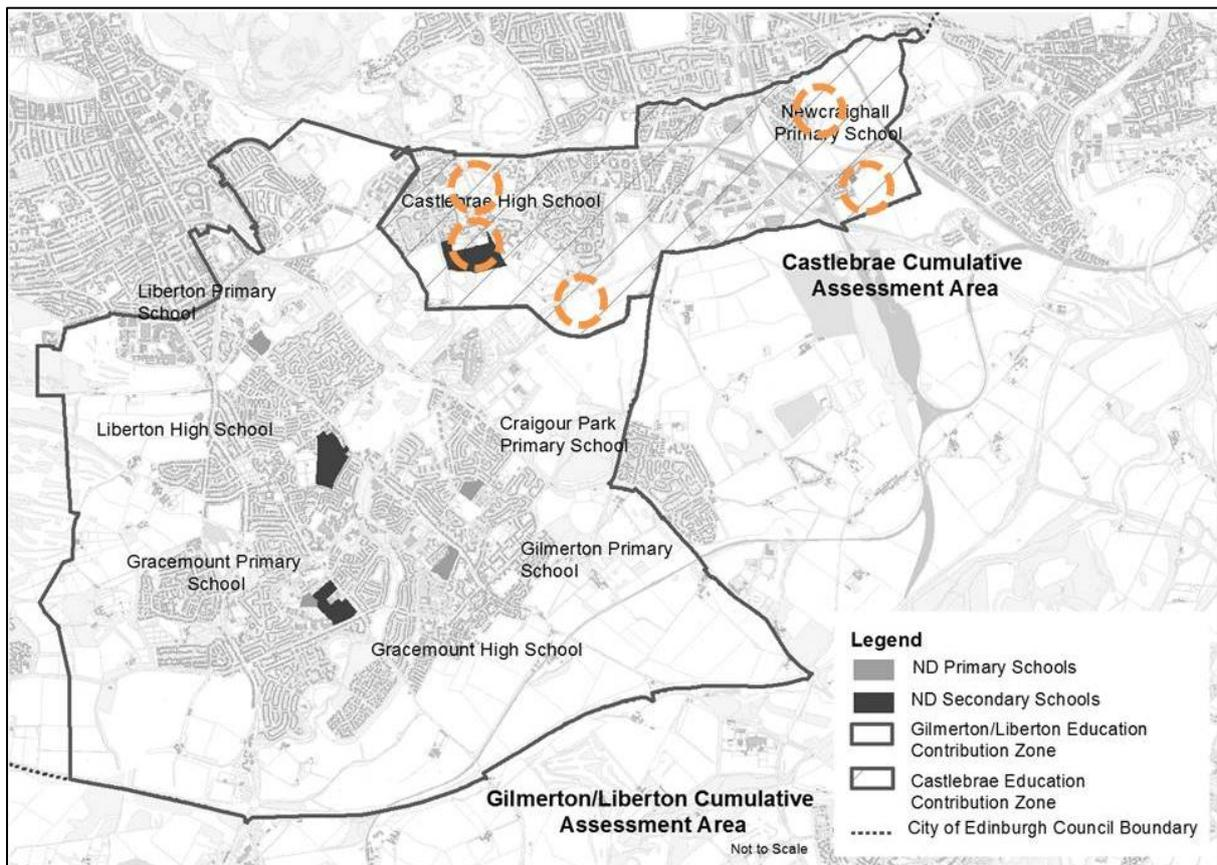 Newcraighall
Primary School
Castlebrae High School
Castlebrae Cumulative
Assessment Area
Liberton Primary
School
Liberton High School
Craigour Park
Primary School
Gracemount Primary
School
Gilmerton Primary
School
Gracemount High School
Gilmerton/Liberton Cumulative
Assessment Area
Not to Scale
Legend
ND Primary Schools
ND Secondary Schools
Gilmerton/Liberton Education
Contribution Zone
Castlebrae Education
Contribution Zone
City of Edinburgh Council Boundary